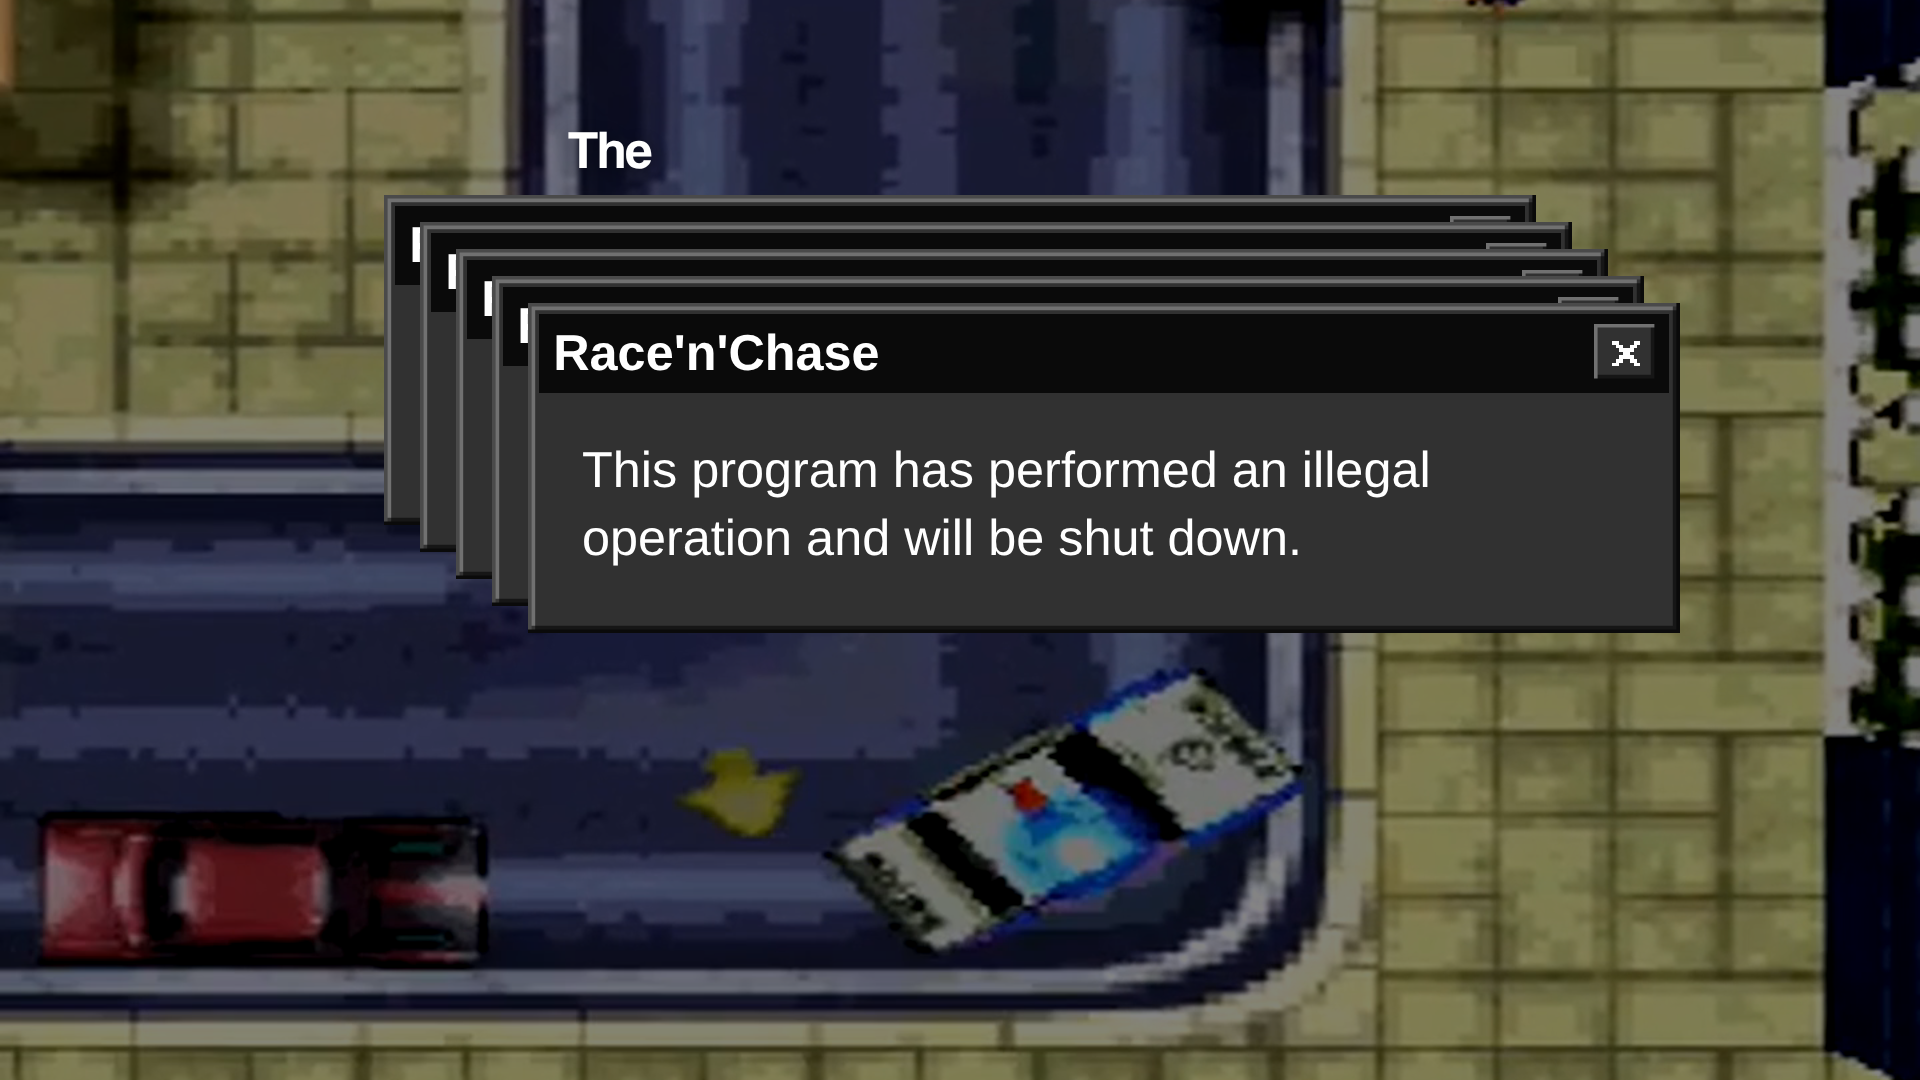 The
Race'n'Chase
This program has performed an illegal
operation and will be shut down.